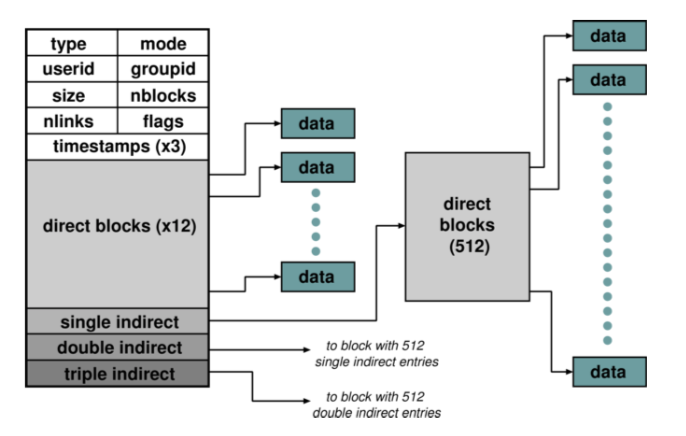 type mode
userid groupid
size nblocks
nlinks flags
timestamps (x3)
direct blocks (x12)
single indirect
double indirect
triple indirect
data
data
data
to block with 512
single indirect entries
to block with 512
double indirect entries
direct
blocks
(512)
data
data
data